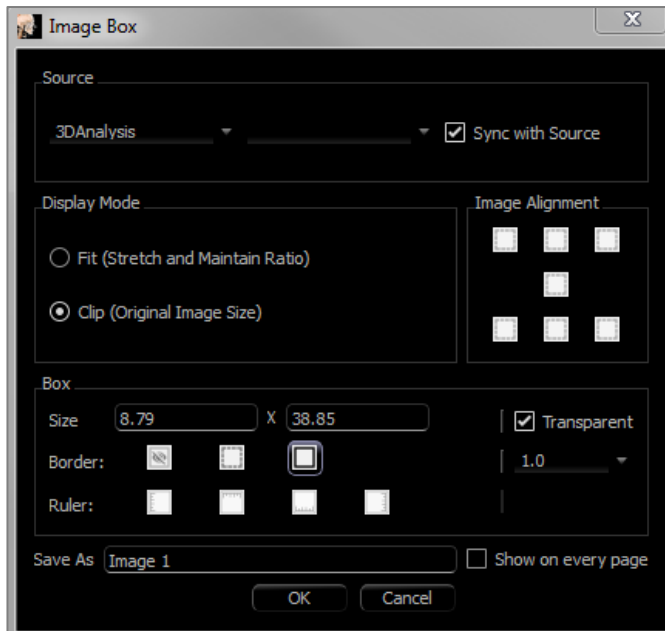 Image Box
Source
3DAnalysis
Sync with Source
Display Mode
Image Alignment
Fit (Stretch and Maintain Ratio)
Clip (Original Image Size)
Box
Size 8.79 X 38.85 Transparent
Border: 1.0
Ruler:
Save As Image 1 Show on every page
OK Cancel